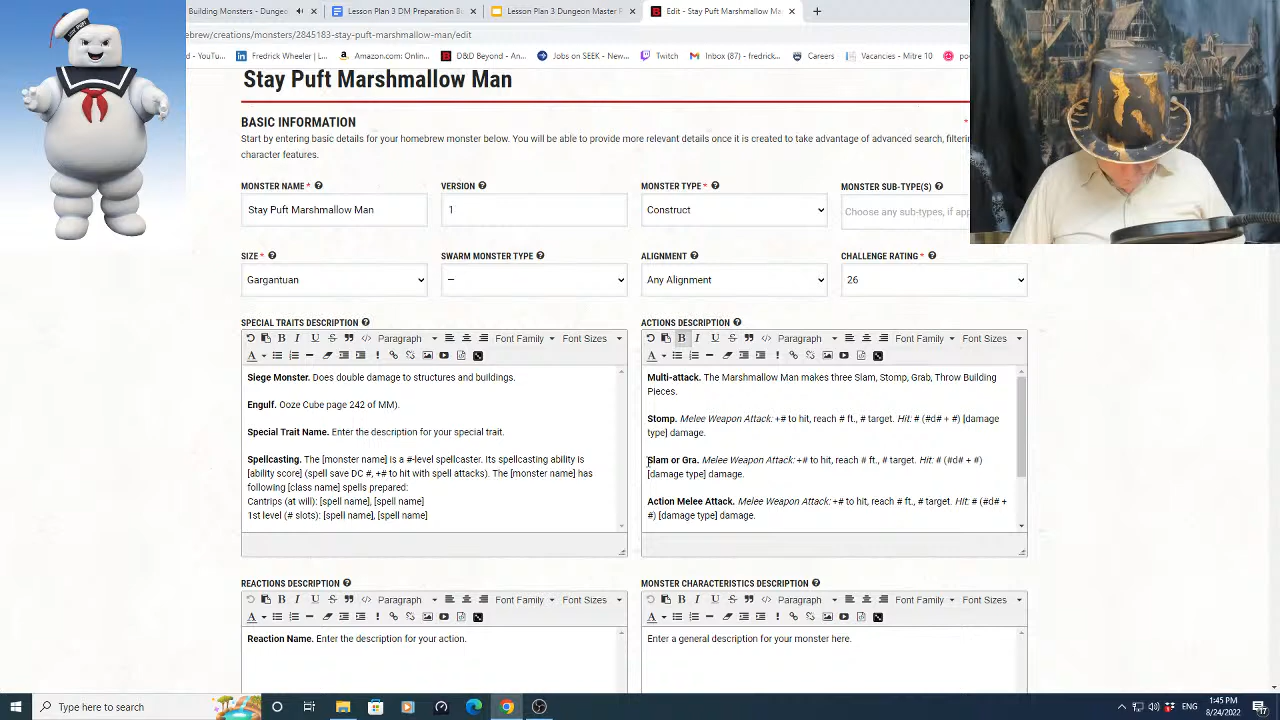 Building Monsters - Dungeo
Lesson Plan 3 DM Preparation B
Lesson Plan 3:Dungeon Master F
Edit - Stay Puft Marshmallow Man
ebrew/creations/monsters/2845183-stay-puft-marshmallow-man/edit
d - YouTu...
Fredrick Wheeler | L...
Amazon.com: Onlin...
D&D Beyond - An...
Jobs on SEEK - New...
Twitch
Inbox (87) - fredrick...
Careers
Vacancies - Mitre 10
po
STAY PUFT
Stay Puft Marshmallow Man
BASIC INFORMATION
Start by entering basic details for your homebrew monster below. You will be able to provide more relevant details once it is created to take advantage of advanced search, filterin
character features.
MONSTER NAME *
VERSION
MONSTER TYPE *
MONSTER SUB-TYPE(S)
Stay Puft Marshmallow Man
1
Construct
Choose any sub-types, if app
SIZE *
SWARM MONSTER TYPE
ALIGNMENT
CHALLENGE RATING *
Gargantuan
–
Any Alignment
26
SPECIAL TRAITS DESCRIPTION
ACTIONS DESCRIPTION
B I U S Paragraph Font Family Font Sizes
B I U S Paragraph Font Family Font Sizes
A
A
Siege Monster. Does double damage to structures and buildings.
Engulf. Ooze Cube page 242 of MM).
Special Trait Name. Enter the description for your special trait.
Spellcasting. The [monster name] is a #-level spellcaster. Its spellcasting ability is
[ability score] (spell save DC #, +# to hit with spell attacks). The [monster name] has
following [class name] spells prepared:
Cantrips (at will): [spell name], [spell name]
1st level (# slots): [spell name], [spell name]
Multi-attack. The Marshmallow Man makes three Slam, Stomp, Grab, Throw Building
Pieces.
Stomp. Melee Weapon Attack: +# to hit, reach # ft., # target. Hit: # (#d# + #) [damage
type] damage.
Slam or Gra. Melee Weapon Attack: +# to hit, reach # ft., # target. Hit: # (#d# + #)
[damage type] damage.
Action Melee Attack. Melee Weapon Attack: +# to hit, reach # ft., # target. Hit: # (#d# +
#) [damage type] damage.
REACTIONS DESCRIPTION
MONSTER CHARACTERISTICS DESCRIPTION
B I U S Paragraph Font Family Font Sizes
B I U S Paragraph Font Family Font Sizes
A
A
Reaction Name. Enter the description for your action.
Enter a general description for your monster here.
Type here to search
ENG
1:45 PM
8/24/2022
17